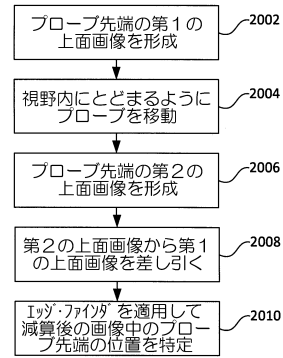 プローブ先端の第1の
上面画像を形成
2002
視野内にとどまるように
プローブを移動
2004
プローブ先端の第2の
上面画像を形成
2006
第2の上面画像から第1
の上面画像を差し引く
2008
ｴｯｼﾞ･ﾌｧｲﾝﾀﾞを適用して
減算後の画像中のプローブ
先端の位置を特定
2010